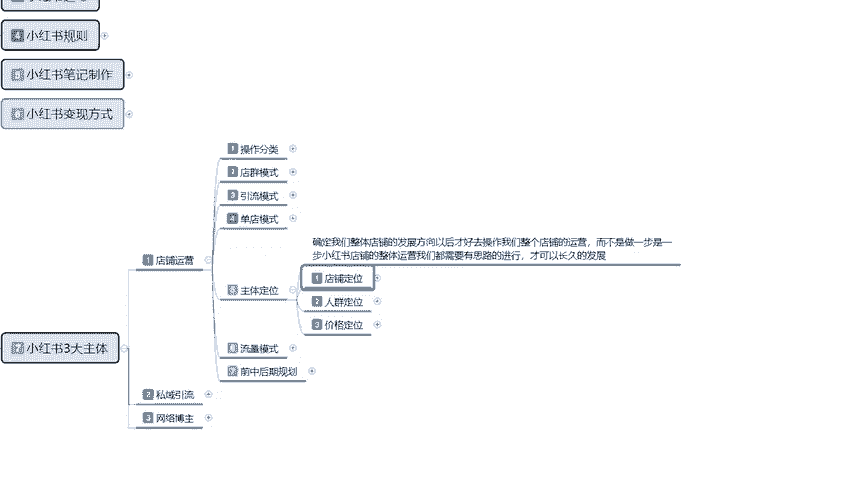 小红书规则
小红书笔记制作
小红书变现方式
1 操作分类
2 店群模式
3 引流模式
4 单店模式
确定我们整体店铺的发展方向以后才好去操作我们整个店铺的运营，而不是做一步是一
步小红书店铺的整体运营我们都需要有思路的进行，才可以长久的发展
1 店铺运营
1 店铺定位
主体定位
2 人群定位
3 价格定位
小红书3大主体
流量模式
前中后期规划
2 私域引流
3 网络博主